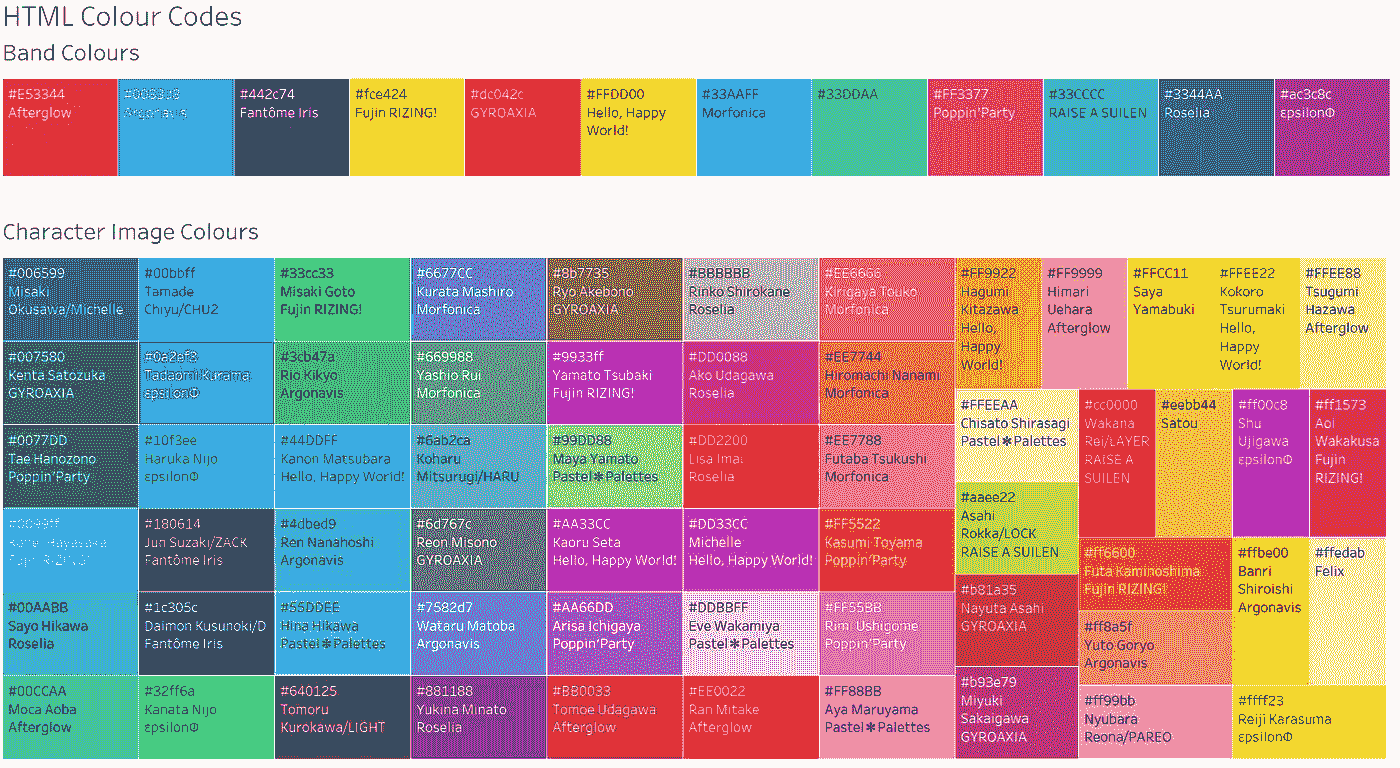 HTML Colour Codes
Band Colours
#E53344
Afterglow
Argonavis
#442c74
Fantôme Iris
#fce424
Fujin RIZING!
#dc042c
GYROAXIA
#FFDD00
Hello, Happy
World!
#33AAFF
Morfonica
#33DDAA
#FF3377
Poppin'Party
#33CCCC
RAISE A SUILEN
#3344AA
Roselia
#ac3c8c
εpsilonΦ
Character Image Colours
#006599
Misaki
Okusawa/Michelle
#007580
Kenta Satozuka
GYROAXIA
#0077DD
Tae Hanozono
Poppin'Party
#0099ff
#00AABB
Sayo Hikawa
Roselia
#00CCAA
Moca Aoba
Afterglow
#00bbff
Tamade
Chiyu/CHU2
#0a2ef3
Tadaomi Kurama
εpsilonΦ
#10f3ee
Haruka Nijo
εpsilonΦ
#180614
Jun Suzaki/ZACK
Fantôme Iris
#1c305c
Daimon Kusunoki/D
Fantôme Iris
#32ff6a
Kanata Nijo
εpsilonΦ
#33cc33
Misaki Goto
Fujin RIZING!
#3cb47a
Rio Kikyo
Argonavis
#44DDFF
Kanon Matsubara
Hello, Happy World!
#4dbed9
Ren Nanahoshi
Argonavis
#55DDEE
Hina Hikawa
Pastel✱Palettes
#640125
Tomoru
Kurokawa/LIGHT
#6677CC
Kurata Mashiro
Morfonica
#669988
Yashio Rui
Morfonica
#6ab2ca
Koharu
Mitsurugi/HARU
#6d767c
Reon Misono
GYROAXIA
#7582d7
Wataru Matoba
Argonavis
#881188
Yukina Minato
Roselia
#8b7735
Ryo Akebono
GYROAXIA
#9933ff
Yamato Tsubaki
Fujin RIZING!
#99DD88
Maya Yamato
Pastel✱Palettes
#AA33CC
Kaoru Seta
Hello, Happy World!
#AA66DD
Arisa Ichigaya
Poppin'Party
#BB0033
Tomoe Udagawa
Afterglow
#BBBBBB
Rinko Shirokane
Roselia
#DD0088
Ako Udagawa
Roselia
#DD2200
Lisa Imai
Roselia
#DD33CC
Michelle
Hello, Happy World!
#DDBBFF
Eve Wakamiya
Pastel✱Palettes
#EE0022
Ran Mitake
Afterglow
#EE6666
Kirigaya Touko
Morfonica
#EE7744
Hiromachi Nanami
Morfonica
#EE7788
Futaba Tsukushi
Morfonica
#FF5522
Kasumi Toyama
Poppin'Party
#FF55BB
Rimi Ushigome
Poppin'Party
#FF88BB
Aya Maruyama
Pastel✱Palettes
#FF9922
Hagumi
Kitazawa
Hello,
Happy
World!
#FF9999
Himari
Uehara
Afterglow
#FFCC11
Saya
Yamabuki
#FFEE22
Kokoro
Tsurumaki
Hello,
Happy
World!
#FFEE88
Tsugumi
Hazawa
Afterglow
#FFEEAA
Chisato Shirasagi
Pastel✱Palettes
#aaee22
Asahi
Rokka/LOCK
RAISE A SUILEN
#b81a35
Nayuta Asahi
GYROAXIA
#b93e79
Miyuki
Sakaigawa
GYROAXIA
#cc0000
Wakana
Rei/LAYER
RAISE A
SUILEN
#eebb44
Satou
#ff00c8
Shu
Ujigawa
εpsilonΦ
#ff1573
Aoi
Wakakusa
Fujin
RIZING!
#ff6600
Futa Kaminoshima
Fujin RIZING!
#ff8a5f
Yuto Goryo
Argonavis
#ff99bb
Nyubara
Reona/PAREO
#ffbe00
Banri
Shiroishi
Argonavis
#ffedab
Felix
#ffff23
Reiji Karasuma
εpsilonΦ